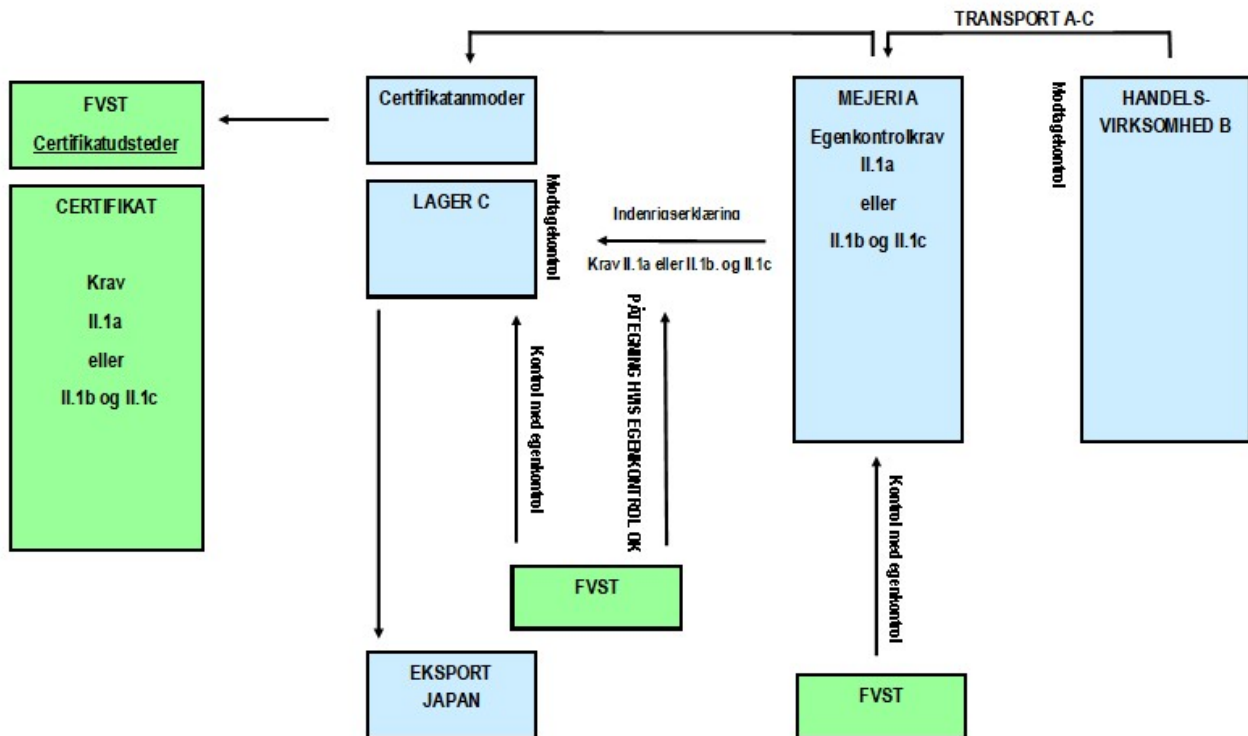 TRANSPORT A-C
FVST
Certifikatudsteder
CERTIFIKAT
Krav
II.1a
eller
II.1b og II.1c
Certifikatanmoder
LAGER C
Modtagekontrol
Indenrigserklæring
Krav II.1a eller II.1b. og II.1c
MEJERI A
Egenkontrolkrav
II.1a
eller
II.1b og II.1c
Modtagekontrol
HANDELS-
VIRKSOMHED B
Kontrol med egenkontrol
PÅTEGNING HVIS EGENKONTROL OK
Kontrol med egenkontrol
FVST
EKSPORT
JAPAN
FVST